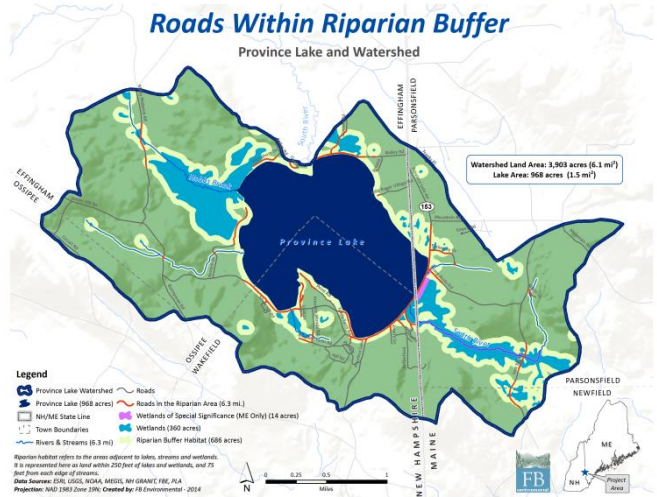 Roads Within Riparian Buffer
Province Lake and Watershed
EFFINGHAM
PARSONSFIELD
South River
Watershed Land Area: 3,903 acres (6.1 mi²)
Lake Area: 968 acres (1.5 mi²)
EFFINGHAM
OSSIPEE
153
Province Lake
South River
OSSIPEE
WAKEFIELD
PARSONSFIELD
NEWFIELD
NEW HAMPSHIRE
MAINE
Legend
Province Lake Watershed
Province Lake (968 acres)
NH/ME State Line
Town Boundaries
Rivers & Streams (6.3 mi)
Roads
Roads in the Riparian Area (6.3 mi.)
Wetlands of Special Significance (ME Only) (14 acres)
Wetlands (360 acres)
Riparian Buffer Habitat (686 acres)
Riparian habitat refers to the areas adjacent to lakes, streams and wetlands.
It is represented here as land within 250 feet of lakes and wetlands, and 75
feet from each edge of streams.
Data Sources: ESRI, USGS, NOAA, MEGIS, NH GRANIT, FBE, PLA
Projection: NAD 1983 Zone 19N; Created by: FB Environmental - 2014
N
0
0.5
1
2
Miles
FB
ME
NH
Project
Area